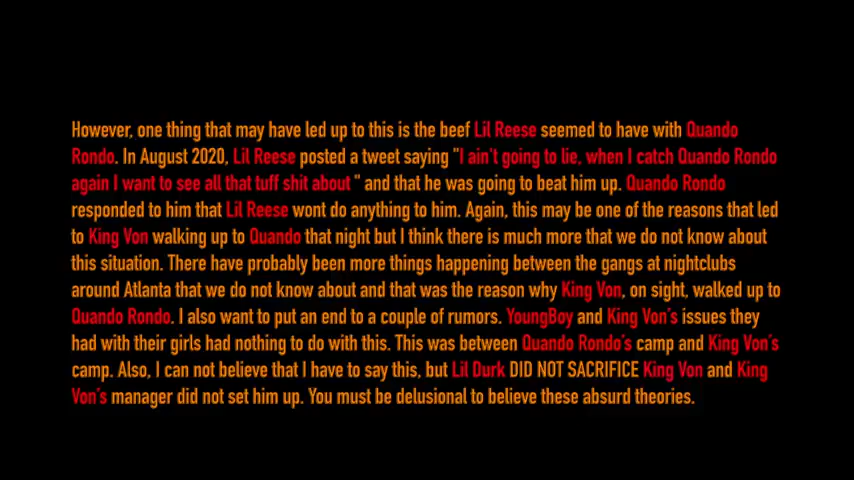 However, one thing that may have led up to this is the beef Lil Reese seemed to have with Quando
Rondo. In August 2020, Lil Reese posted a tweet saying "I ain't going to lie, when I catch Quando Rondo
again I want to see all that tuff shit about " and that he was going to beat him up. Quando Rondo
responded to him that Lil Reese wont do anything to him. Again, this may be one of the reasons that led
to King Von walking up to Quando that night but I think there is much more that we do not know about
this situation. There have probably been more things happening between the gangs at nightclubs
around Atlanta that we do not know about and that was the reason why King Von, on sight, walked up to
Quando Rondo. I also want to put an end to a couple of rumors. YoungBoy and King Von's issues they
had with their girls had nothing to do with this. This was between Quando Rondo's camp and King Von's
camp. Also, I can not believe that I have to say this, but Lil Durk DID NOT SACRIFICE King Von and King
Von's manager did not set him up. You must be delusional to believe these absurd theories.